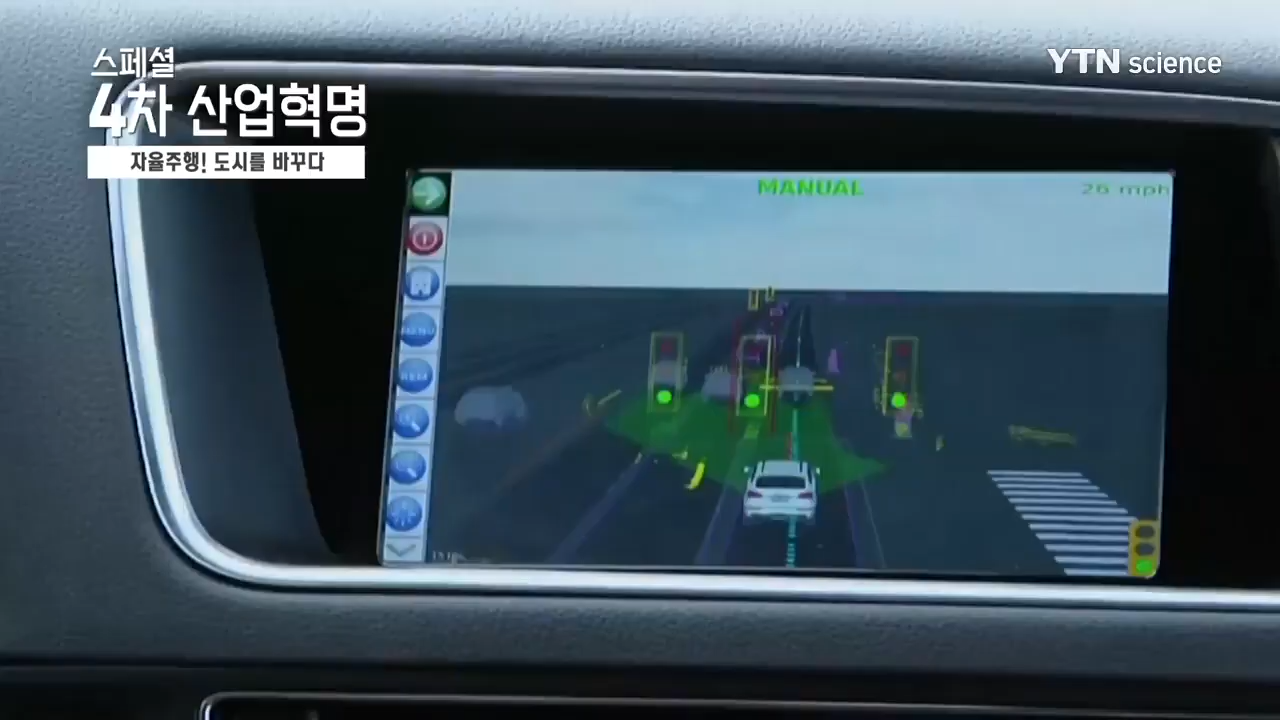 스페셜
4차 산업혁명
자율주행! 도시를 바꾸다
YTN science
MANUAL
26 mph
MENU